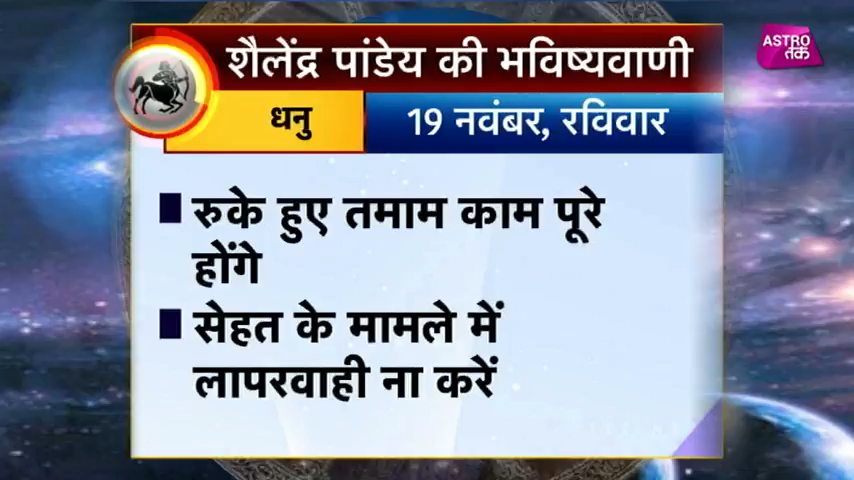 शैलेंद्र पांडेय की भविष्यवाणी
ASTRO
तक
धनु
19 नवंबर, रविवार
रुके हुए तमाम काम पूरे
होंगे
सेहत के मामले में
लापरवाही ना करें